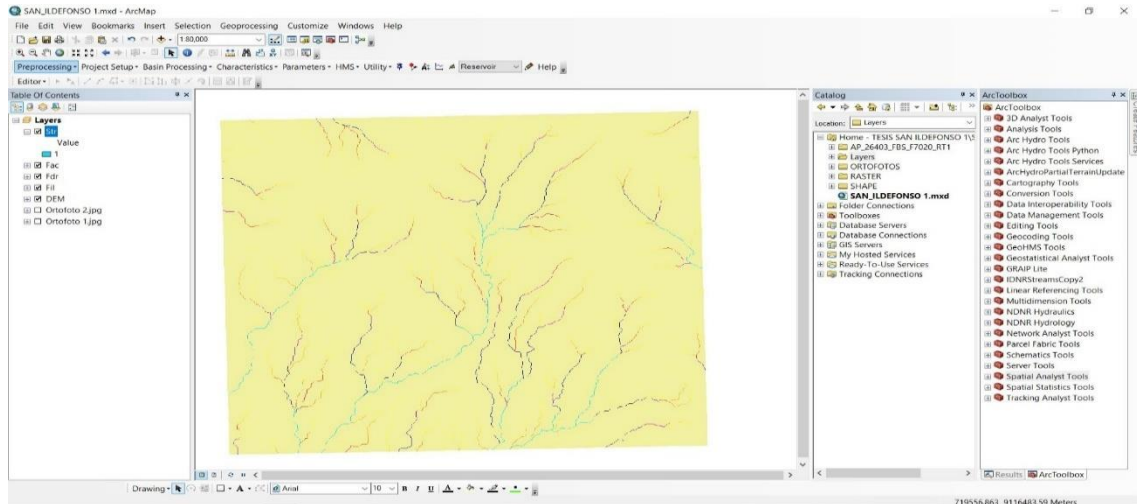 SAN_ILDEFONSO 1.mxd - ArcMap
File Edit View Bookmarks Insert Selection Geoprocessing Customize Windows Help
1:80,000
Preprocessing Project Setup Basin Processing Characteristics Parameters HMS Utility Reservoir Help
Editor
Table Of Contents
Layers
Str
Value
1
Fac
Fdr
Fil
DEM
Ortofoto 2.jpg
Ortofoto 1.jpg
Catalog
Location: Layers
Home - TESIS SAN ILDEFONSO 1\S
AP_26403_FBS_F7020_RT1
Layers
ORTOFOTOS
RASTER
SHAPE
SAN_ILDEFONSO 1.mxd
Folder Connections
Toolboxes
Database Servers
Database Connections
GIS Servers
My Hosted Services
Ready-To-Use Services
Tracking Connections
ArcToolbox
ArcToolbox
3D Analyst Tools
Analysis Tools
Arc Hydro Tools
Arc Hydro Tools Python
Arc Hydro Tools Services
ArcHydroPartialTerrainUpdate
Cartography Tools
Conversion Tools
Data Interoperability Tools
Data Management Tools
Editing Tools
Geocoding Tools
GeoHMS Tools
Geostatistical Analyst Tools
GRAIP Lite
IDNRStreamsCopy2
Linear Referencing Tools
Multidimension Tools
NDNR Hydraulics
NDNR Hydrology
Network Analyst Tools
Parcel Fabric Tools
Schematics Tools
Server Tools
Spatial Analyst Tools
Spatial Statistics Tools
Tracking Analyst Tools
Results ArcToolbox
Drawing A Arial 10 B I U A
719556.863 9116483.59 Meters